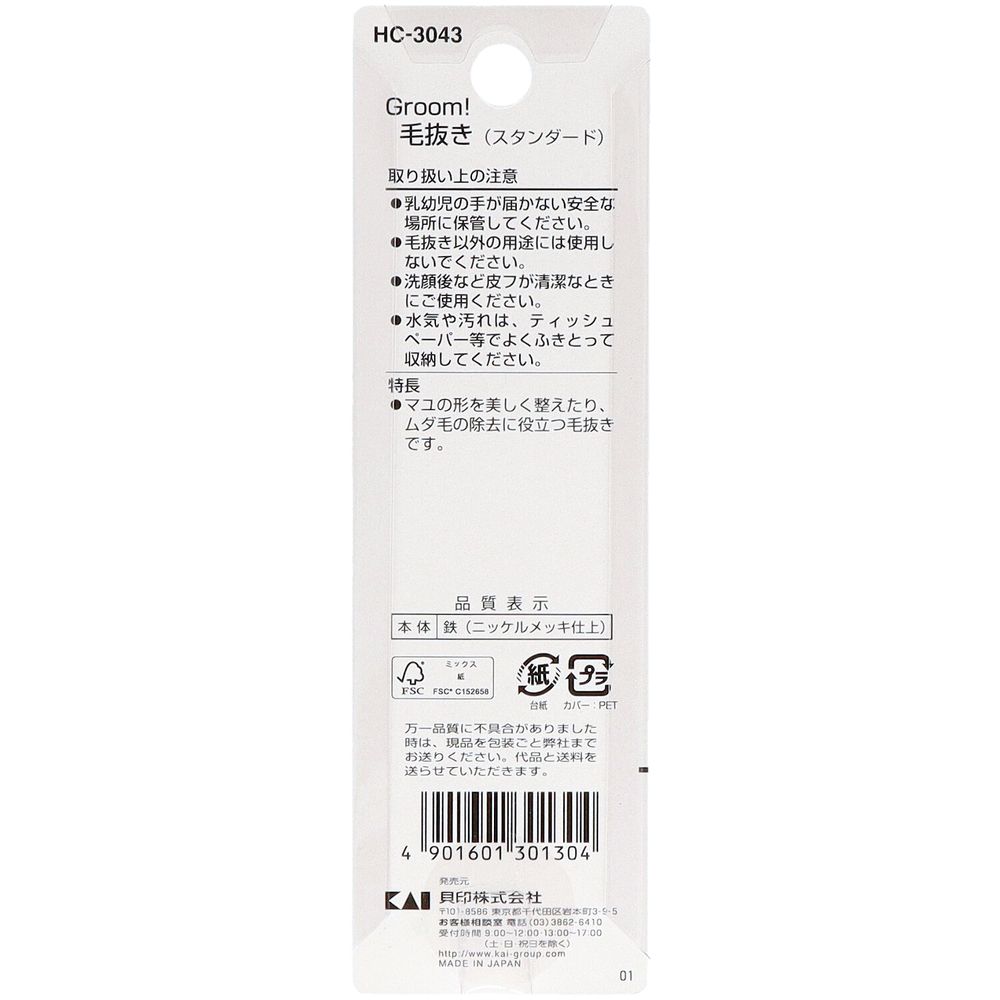 HC-3043
Groom!
毛抜き（スタンダード）
取り扱い上の注意
●乳幼児の手が届かない安全な
場所に保管してください。
●毛抜き以外の用途には使用し
ないでください。
●洗顔後など皮フが清潔なとき
にご使用ください。
●水気や汚れは、ティッシュ
ペーパー等でよくふきとって
収納してください。
特長
●マユの形を美しく整えたり、
ムダ毛の除去に役立つ毛抜き
です。
品質表示
本体 鉄（ニッケルメッキ仕上）
FSC ミックス 紙 FSC® C152658
紙 プラ
台紙 カバー：PET
万一品質に不具合がありました
時は、現品を包装ごと弊社まで
お送りください。代品と送料を
送らせていただきます。
4 901601 301304
発売元
KAI 貝印株式会社
〒101-8586 東京都千代田区岩本町3-9-5
お客様相談室 電話(03)3862-6410
受付時間 9:00~12:00・13:00~17:00
（土・日・祝日を除く）
http://www.kai-group.com
MADE IN JAPAN
01